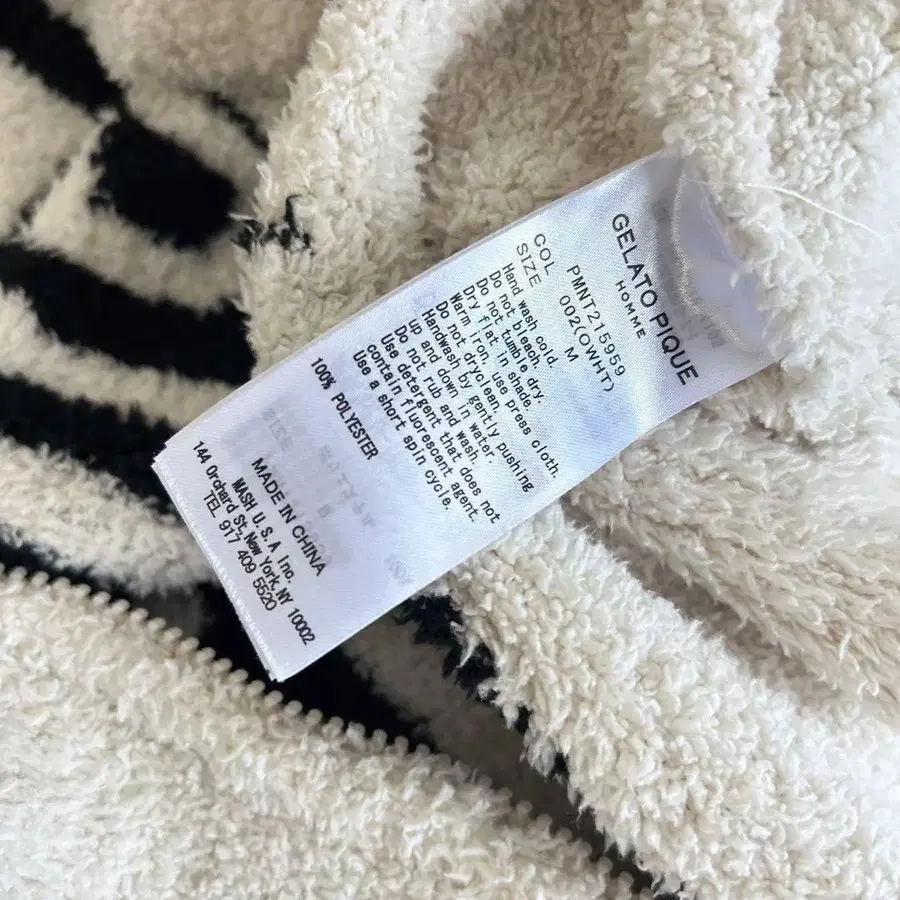 GELATO PIQUE
HOMME
PMNT215959
COL 002(OWHT)
SIZE M
Hand wash cold.
Do not bleach.
Do not tumble dry.
Dry flat in shade.
Warm iron, use press cloth.
Do not dryclean.
Handwash by gently pushing
up and down in water.
Do not rub and wash.
Use detergent that does not
contain fluorescent agent.
Use a short spin cycle.
100% POLYESTER
MADE IN CHINA
MASH U.S.A Inc.
144 Orchard St,New York,NY 10002
TEL 917 409 5520